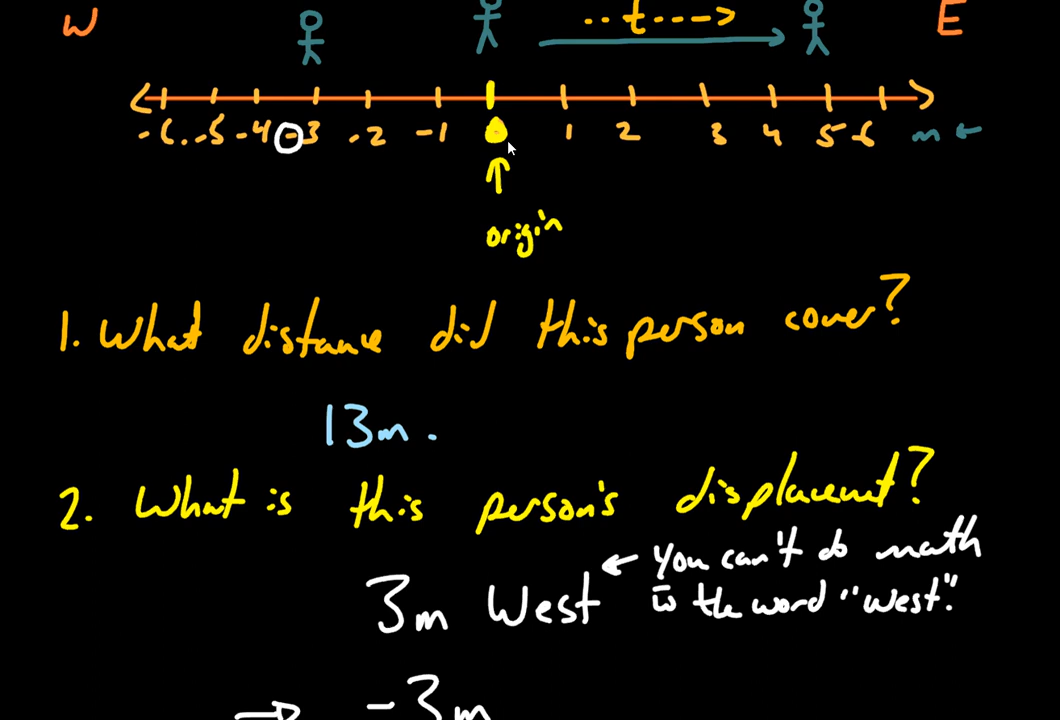 W ..t----> E
-6 -5 -4 -3 -2 -1 0 1 2 3 4 5 6 m ←
↑
origin
1. What distance did this person cover?
13m.
2. What is this person's displacement?
3m West ← you can't do math
w the word "west."
⇒ -3m